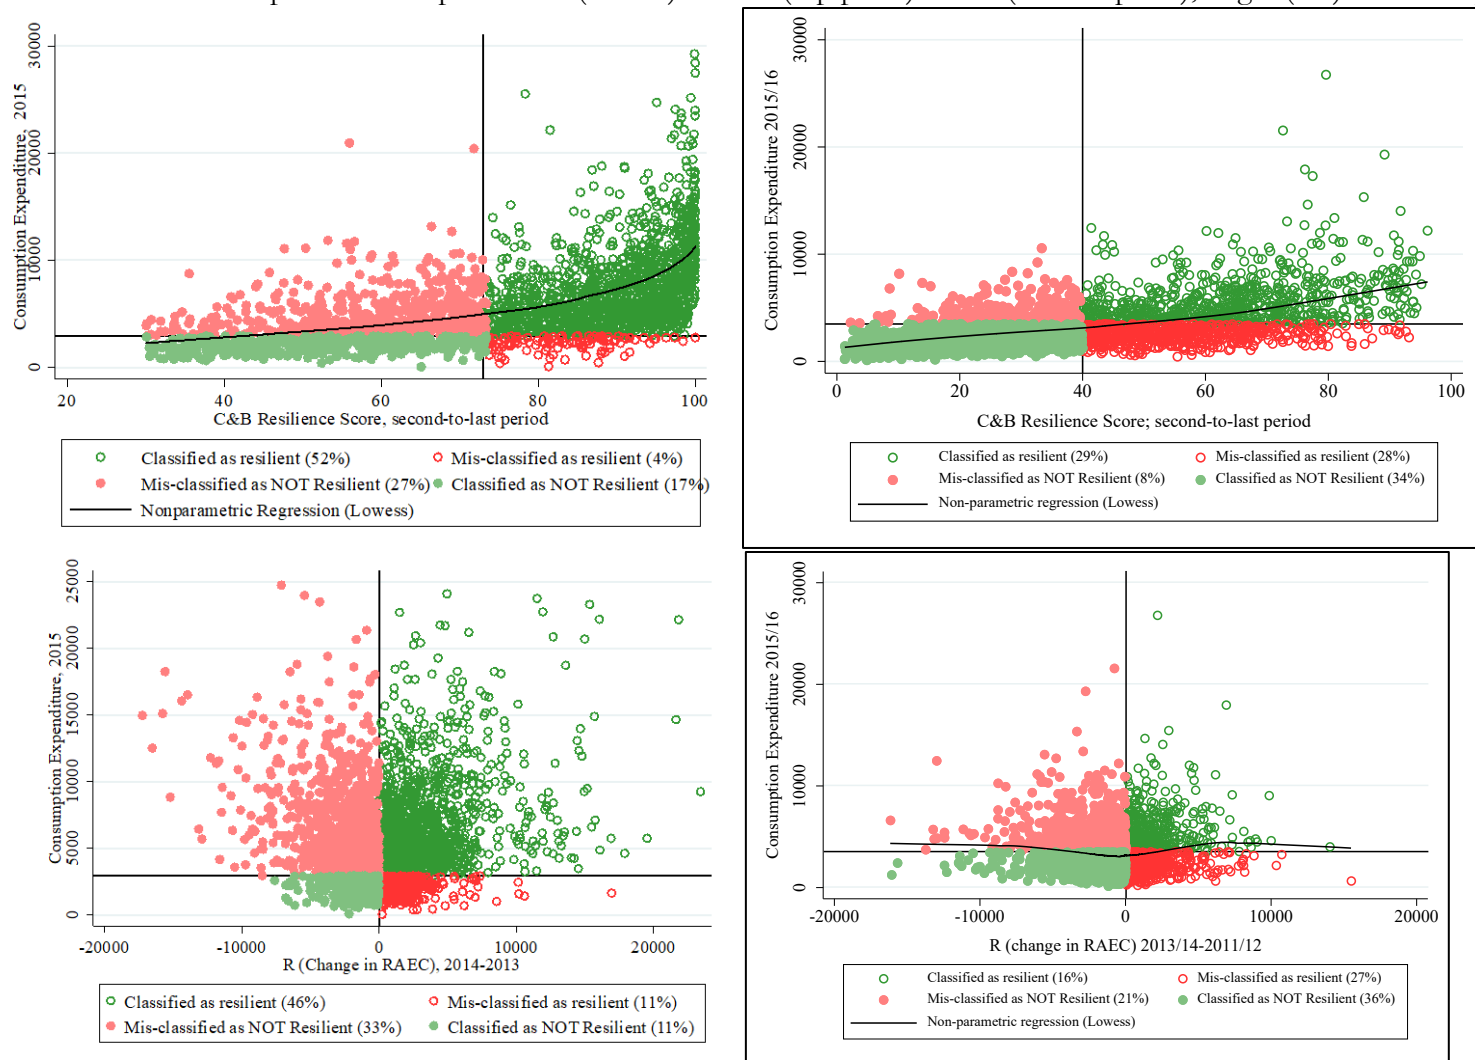 30000
20000
10000
0
Consumption Expenditure, 2015
20 40 60 80 100
C&B Resilience Score, second-to-last period
Classified as resilient (52%) Mis-classified as resilient (4%)
Mis-classified as NOT Resilient (27%) Classified as NOT Resilient (17%)
Nonparametric Regression (Lowess)
30000
20000
10000
0
Consumption Expenditure 2015/16
0 20 40 60 80 100
C&B Resilience Score; second-to-last period
Classified as resilient (29%) Mis-classified as resilient (28%)
Mis-classified as NOT Resilient (8%) Classified as NOT Resilient (34%)
Non-parametric regression (Lowess)
25000
20000
15000
10000
5000
0
Consumption Expenditure, 2015
-20000 -10000 0 10000 20000
R (Change in RAEC), 2014-2013
Classified as resilient (46%) Mis-classified as resilient (11%)
Mis-classified as NOT Resilient (33%) Classified as NOT Resilient (11%)
30000
20000
10000
0
Consumption Expenditure 2015/16
-20000 -10000 0 10000 20000
R (change in RAEC) 2013/14-2011/12
Classified as resilient (16%) Mis-classified as resilient (27%)
Mis-classified as NOT Resilient (21%) Classified as NOT Resilient (36%)
Non-parametric regression (Lowess)